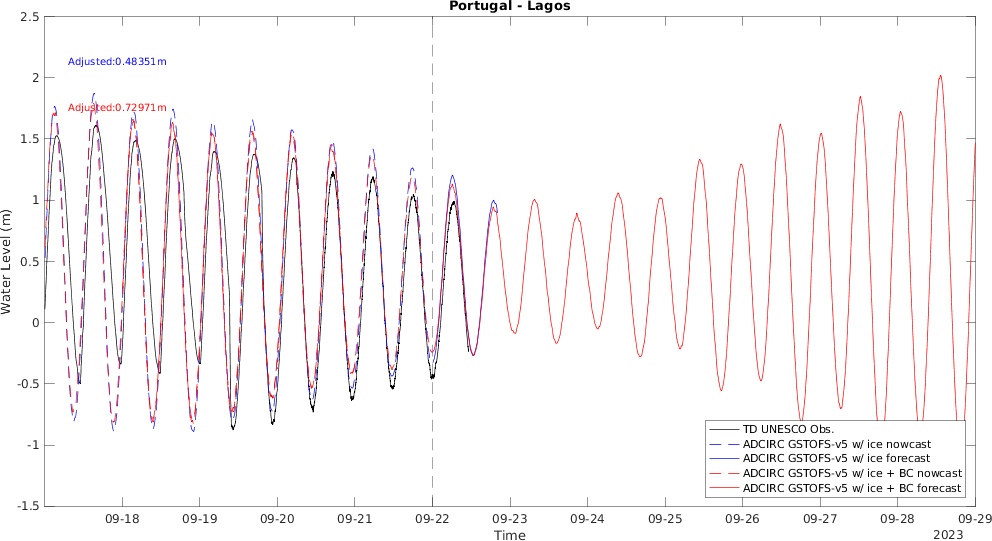 Portugal - Lagos
2.5
2
1.5
1
0.5
0
-0.5
-1
-1.5
Water Level (m)
Adjusted:0.48351m
Adjusted:0.72971m
TD UNESCO Obs.
ADCIRC GSTOFS-v5 w/ ice nowcast
ADCIRC GSTOFS-v5 w/ ice forecast
ADCIRC GSTOFS-v5 w/ ice + BC nowcast
ADCIRC GSTOFS-v5 w/ ice + BC forecast
09-18 09-19 09-20 09-21 09-22 09-23 09-24 09-25 09-26 09-27 09-28 09-29
Time
2023